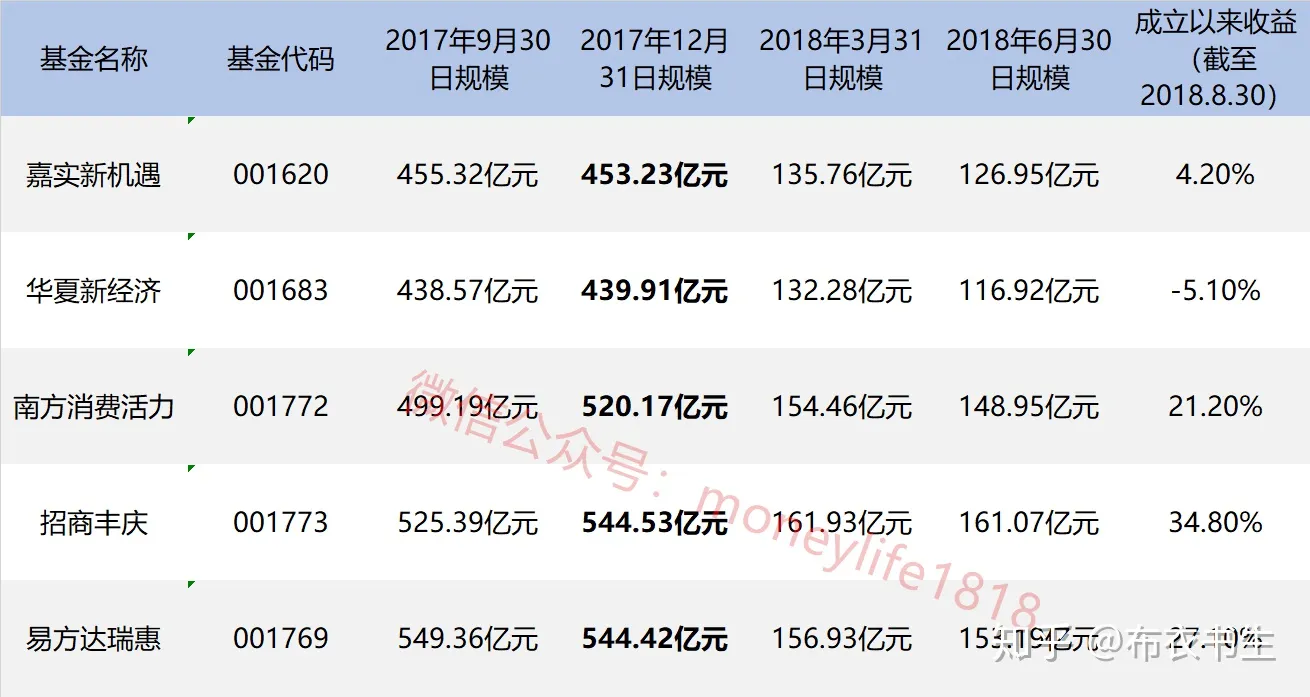 基金名称 基金代码 2017年9月30日规模 2017年12月31日规模 2018年3月31日规模 2018年6月30日规模 成立以来收益（截至2018.8.30）
嘉实新机遇 001620 455.32亿元 453.23亿元 135.76亿元 126.95亿元 4.20%
华夏新经济 001683 438.57亿元 439.91亿元 132.28亿元 116.92亿元 -5.10%
南方消费活力 001772 499.19亿元 520.17亿元 154.46亿元 148.95亿元 21.20%
招商丰庆 001773 525.39亿元 544.53亿元 161.93亿元 161.07亿元 34.80%
易方达瑞惠 001769 549.36亿元 544.42亿元 156.93亿元 153.19亿元 27.10%
微信公众号：moneylife1818
知乎 @布衣书生